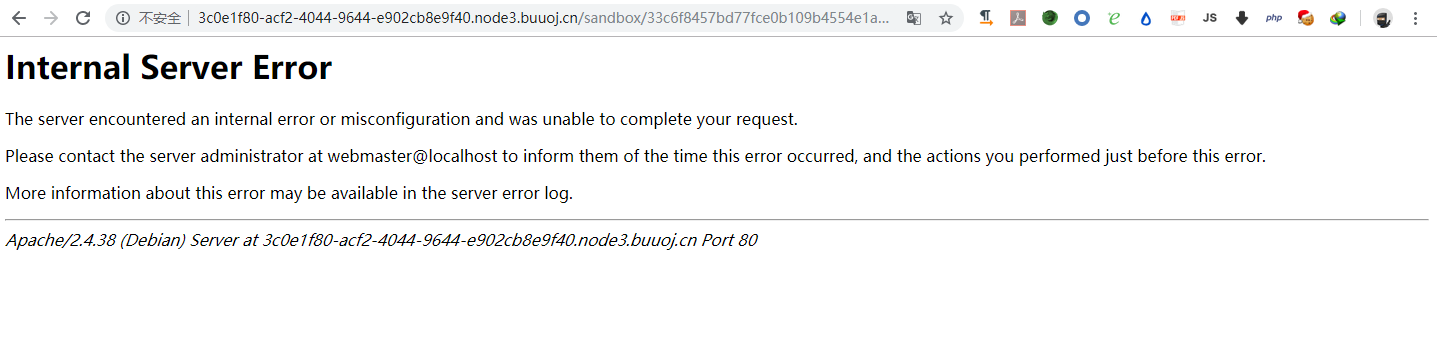 不安全 3c0e1f80-acf2-4044-9644-e902cb8e9f40.node3.buuoj.cn/sandbox/33c6f8457bd77fce0b109b4554e1a... JS php
Internal Server Error
The server encountered an internal error or misconfiguration and was unable to complete your request.
Please contact the server administrator at webmaster@localhost to inform them of the time this error occurred, and the actions you performed just before this error.
More information about this error may be available in the server error log.
Apache/2.4.38 (Debian) Server at 3c0e1f80-acf2-4044-9644-e902cb8e9f40.node3.buuoj.cn Port 80